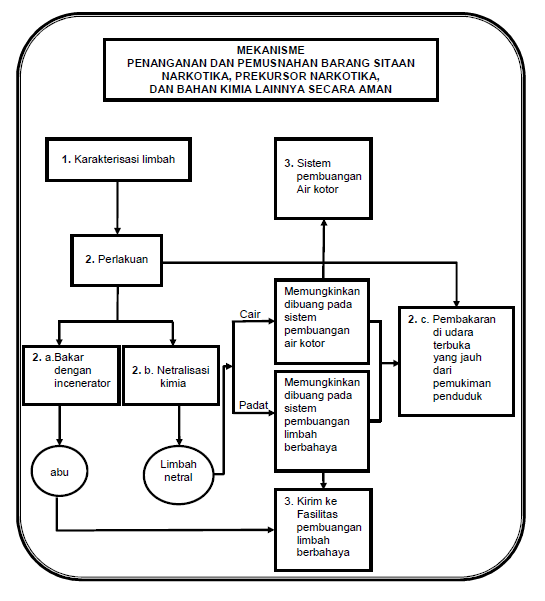 MEKANISME
PENANGANAN DAN PEMUSNAHAN BARANG SITAAN
NARKOTIKA, PREKURSOR NARKOTIKA,
DAN BAHAN KIMIA LAINNYA SECARA AMAN
1. Karakterisasi limbah
3. Sistem
pembuangan
Air kotor
2. Perlakuan
Cair
Memungkinkan
dibuang pada
sistem
pembuangan
air kotor
2. c. Pembakaran
di udara
terbuka
yang jauh
dari
pemukiman
penduduk
2. a.Bakar
dengan
incenerator
2. b. Netralisasi
kimia
Padat
Memungkinkan
dibuang pada
sistem
pembuangan
limbah
berbahaya
abu
Limbah
netral
3. Kirim ke
Fasilitas
pembuangan
limbah
berbahaya